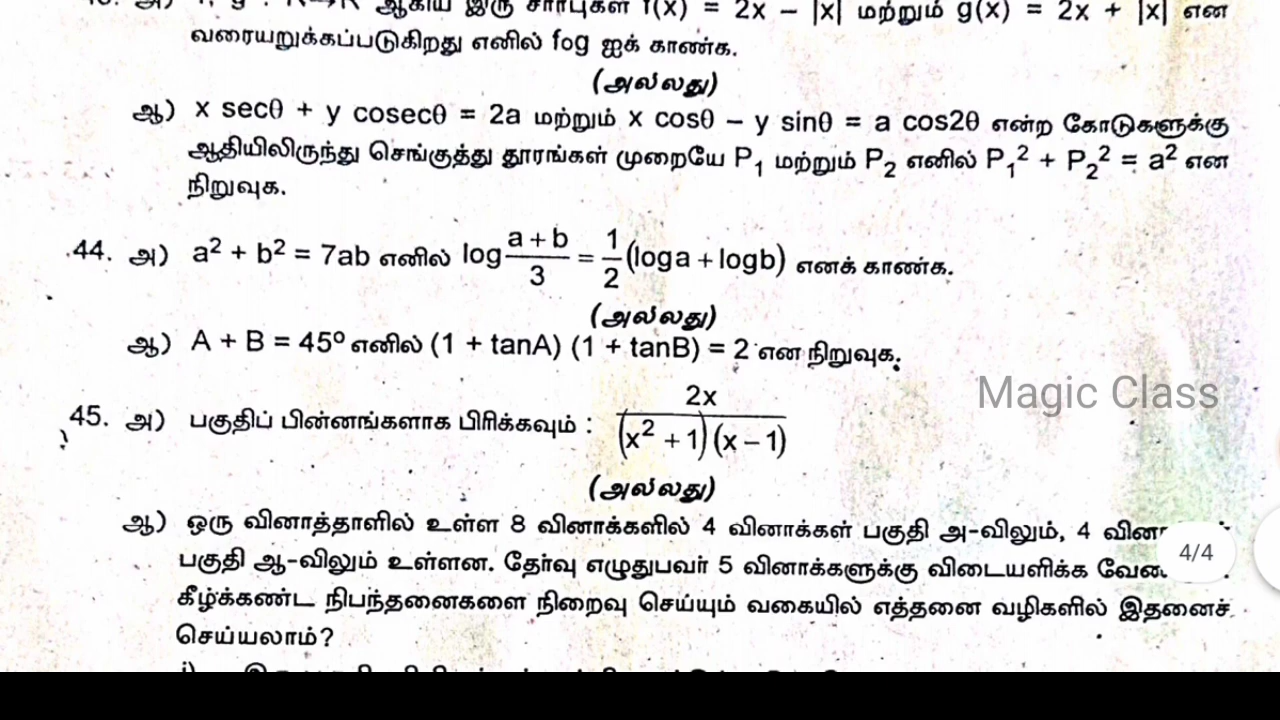 f(x) = 2x − |x| மற்றும் g(x) = 2x + |x| என
வரையறுக்கப்படுகிறது எனில் fog ஐக் காண்க.
(அல்லது)
ஆ) x secθ + y cosecθ = 2a மற்றும் x cosθ − y sinθ = a cos2θ என்ற கோடுகளுக்கு
ஆதியிலிருந்து செங்குத்து தூரங்கள் முறையே P₁ மற்றும் P₂ எனில் P₁² + P₂² = a² என
நிறுவுக.
44. அ) a² + b² = 7ab எனில் log (a + b)/3 = 1/2 (loga + logb) எனக் காண்க.
(அல்லது)
ஆ) A + B = 45° எனில் (1 + tanA) (1 + tanB) = 2 என நிறுவுக.
Magic Class
45. அ) பகுதிப் பின்னங்களாக பிரிக்கவும் : 2x/((x² + 1)(x − 1))
(அல்லது)
ஆ) ஒரு வினாத்தாளில் உள்ள 8 வினாக்களில் 4 வினாக்கள் பகுதி அ-விலும், 4
பகுதி ஆ-விலும் உள்ளன. தேர்வு எழுதுபவர் 5 வினாக்களுக்கு விடையளிக்க
4/4
கீழ்க்கண்ட நிபந்தனைகளை நிறைவு செய்யும் வகையில் எத்தனை வழிகளில் இதனைச்
செய்யலாம்?